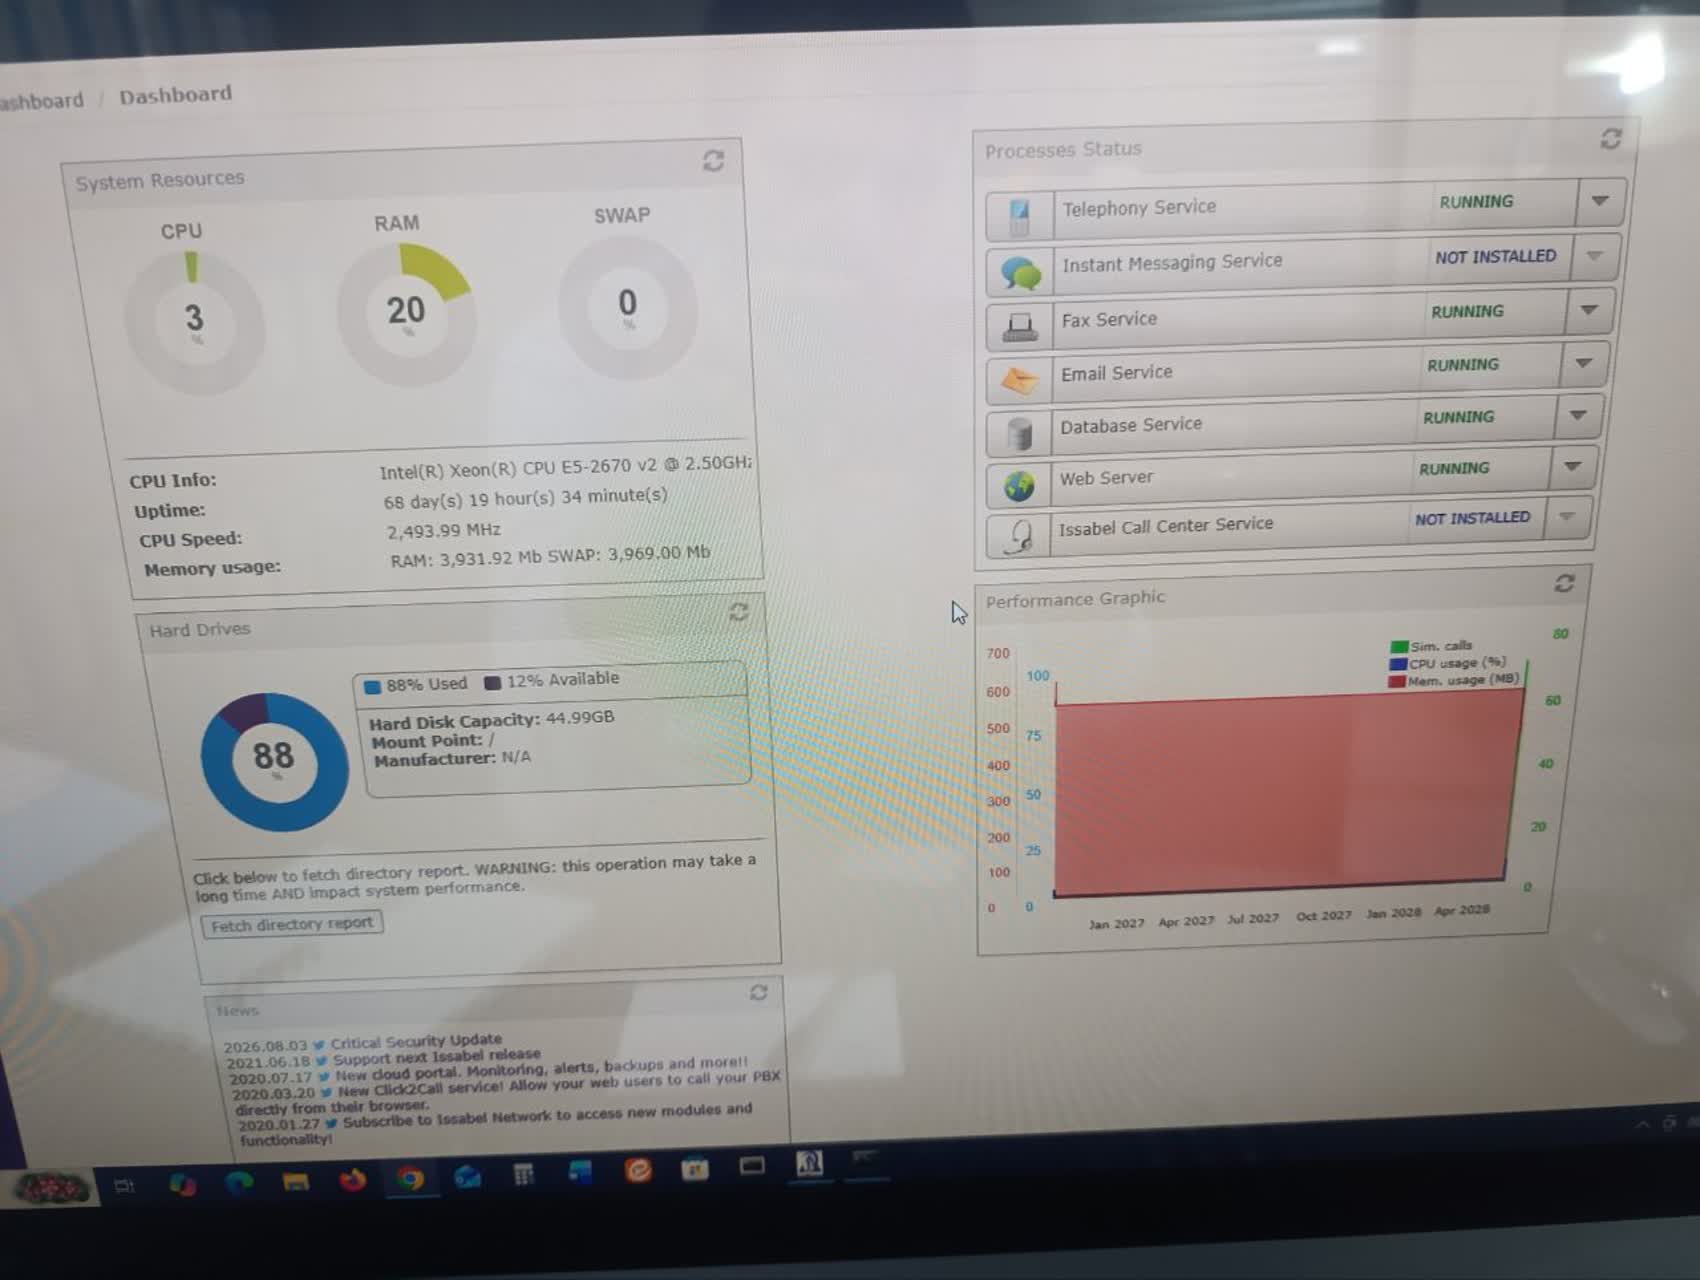 ashboard / Dashboard
System Resources
CPU
RAM
SWAP
3
%
20
%
0
%
CPU Info: Intel(R) Xeon(R) CPU E5-2670 v2 @ 2.50GHz
Uptime: 68 day(s) 19 hour(s) 34 minute(s)
CPU Speed: 2,493.99 MHz
Memory usage: RAM: 3,931.92 Mb SWAP: 3,969.00 Mb
Hard Drives
88% Used 12% Available
88
%
Hard Disk Capacity: 44.99GB
Mount Point: /
Manufacturer: N/A
Click below to fetch directory report. WARNING: this operation may take a
long time AND impact system performance.
Fetch directory report
News
2026.08.03 Critical Security Update
2021.06.18 Support next Issabel release
2020.07.17 New cloud portal. Monitoring, alerts, backups and more!!
2020.03.20 New Click2Call service! Allow your web users to call your PBX
directly from their browser.
2020.01.27 Subscribe to Issabel Network to access new modules and
functionality!
Processes Status
Telephony Service RUNNING
Instant Messaging Service NOT INSTALLED
Fax Service RUNNING
Email Service RUNNING
Database Service RUNNING
Web Server RUNNING
Issabel Call Center Service NOT INSTALLED
Performance Graphic
Sim. calls
CPU usage (%)
Mem. usage (MB)
700
600
500
400
300
200
100
0
100
75
50
25
0
80
60
40
20
0
Jan 2027 Apr 2027 Jul 2027 Oct 2027 Jan 2028 Apr 2028